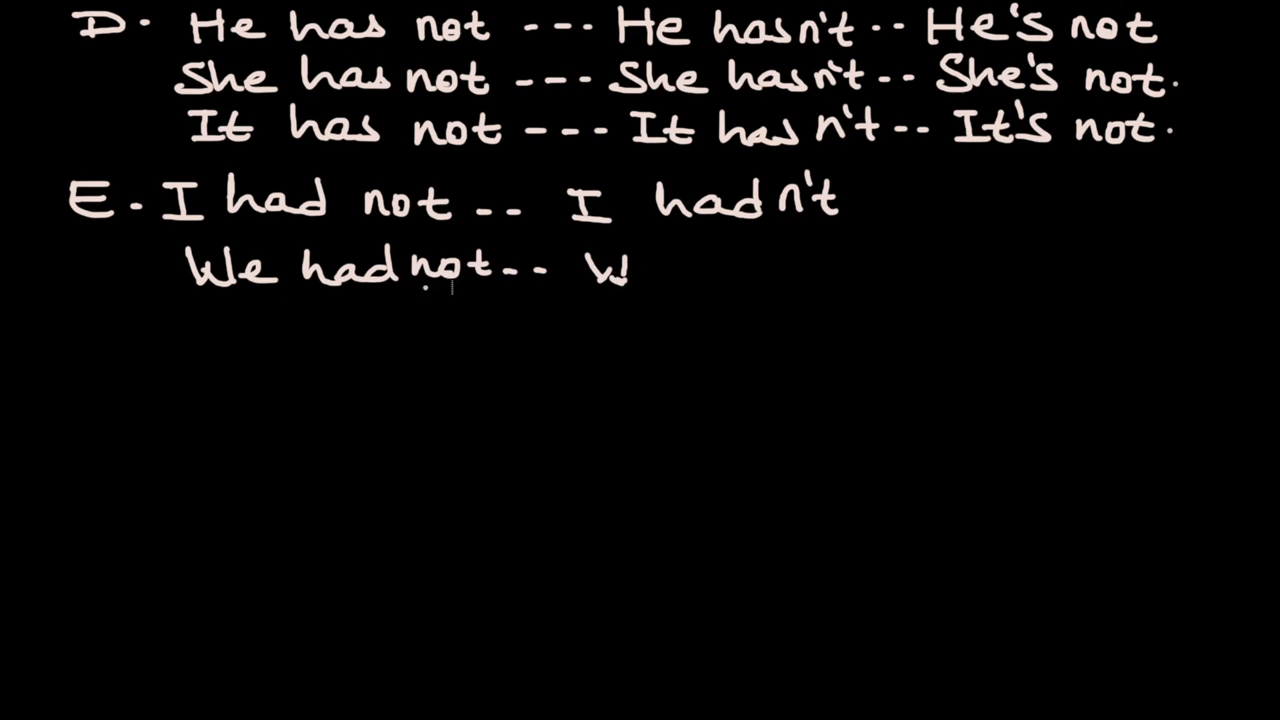 D. He has not --- He hasn't -- He's not
She has not --- She hasn't -- She's not.
It has not --- It hasn't -- It's not.
E. I had not -- I hadn't
We had not -- W